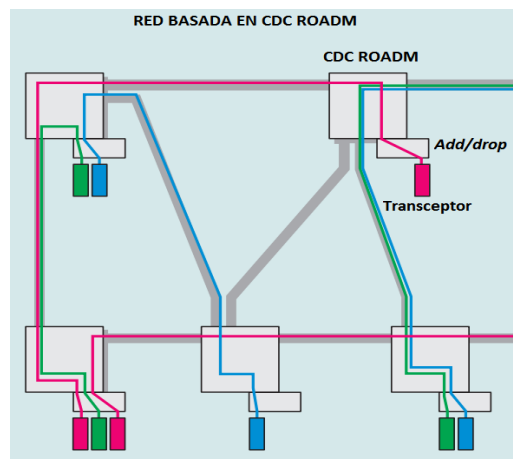 RED BASADA EN CDC ROADM
CDC ROADM
Add/drop
Transceptor